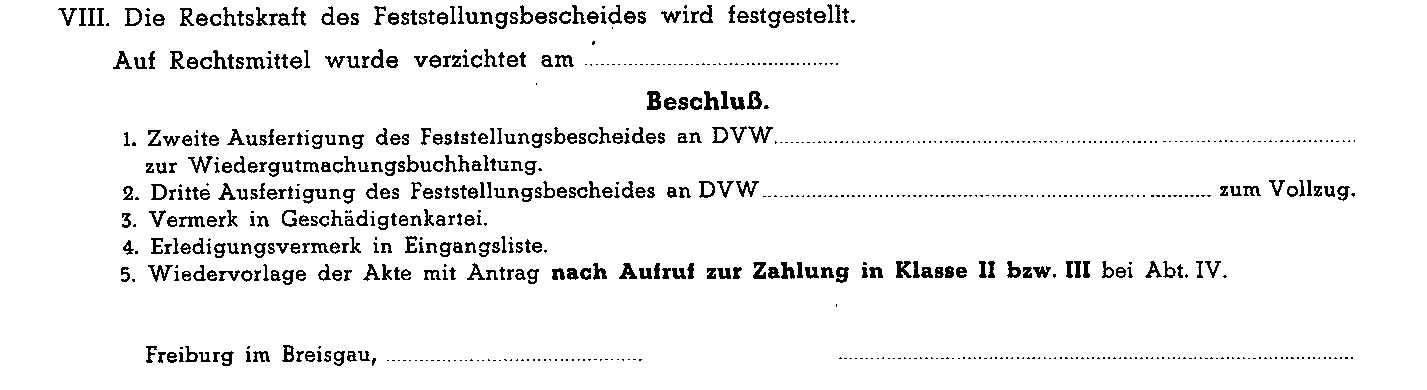 VIII. Die Rechtskraft des Feststellungsbescheides wird festgestellt.
Auf Rechtsmittel wurde verzichtet am
Beschluß.
1. Zweite Ausfertigung des Feststellungsbescheides an DVW
zur Wiedergutmachungsbuchhaltung.
2. Dritte Ausfertigung des Feststellungsbescheides an DVW zum Vollzug.
3. Vermerk in Geschädigtenkartei.
4. Erledigungsvermerk in Eingangsliste.
5. Wiedervorlage der Akte mit Antrag nach Aufruf zur Zahlung in Klasse II bzw. III bei Abt. IV.
Freiburg im Breisgau,